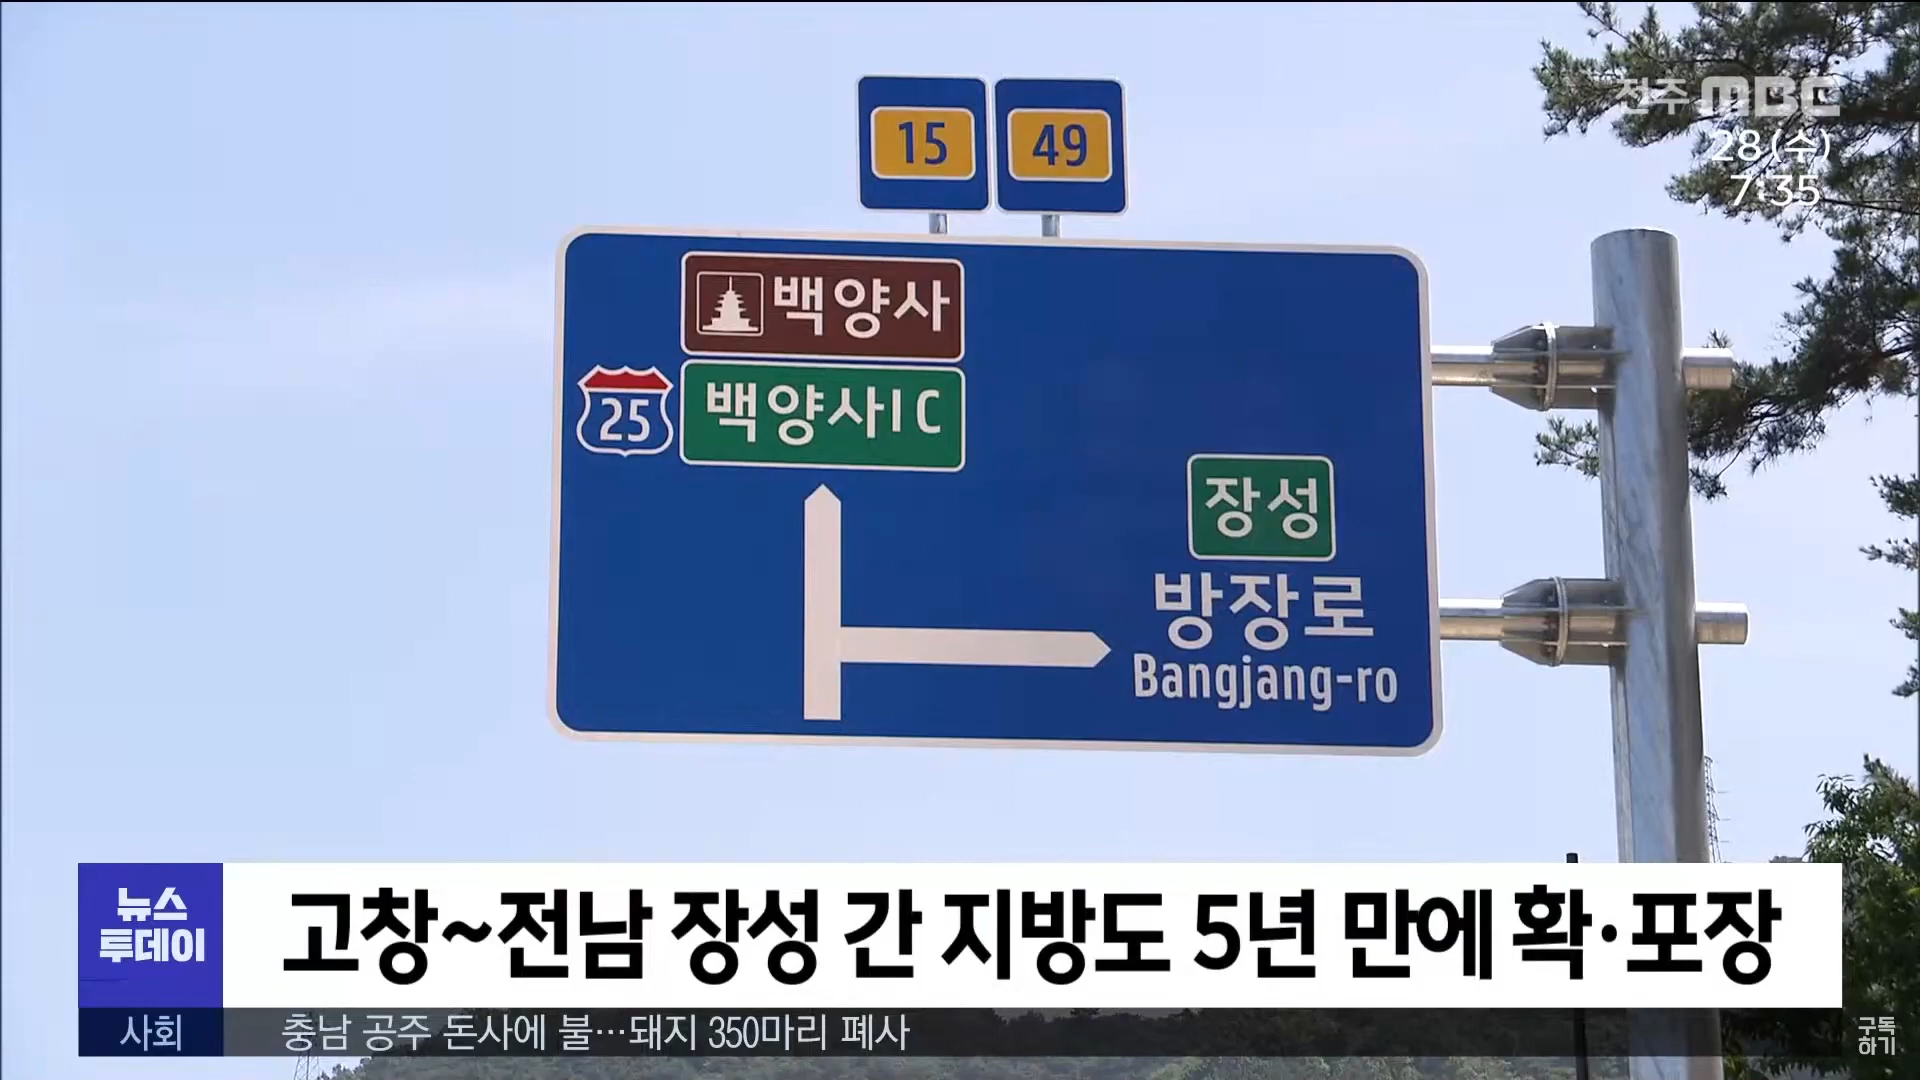 전주 MBC
28(수)
7:35
15
49
백양사
25
백양사IC
장성
방장로
Bangjang-ro
뉴스
투데이
고창~전남 장성 간 지방도 5년 만에 확·포장
사회
충남 공주 돈사에 불…돼지 350마리 폐사
구독
하기